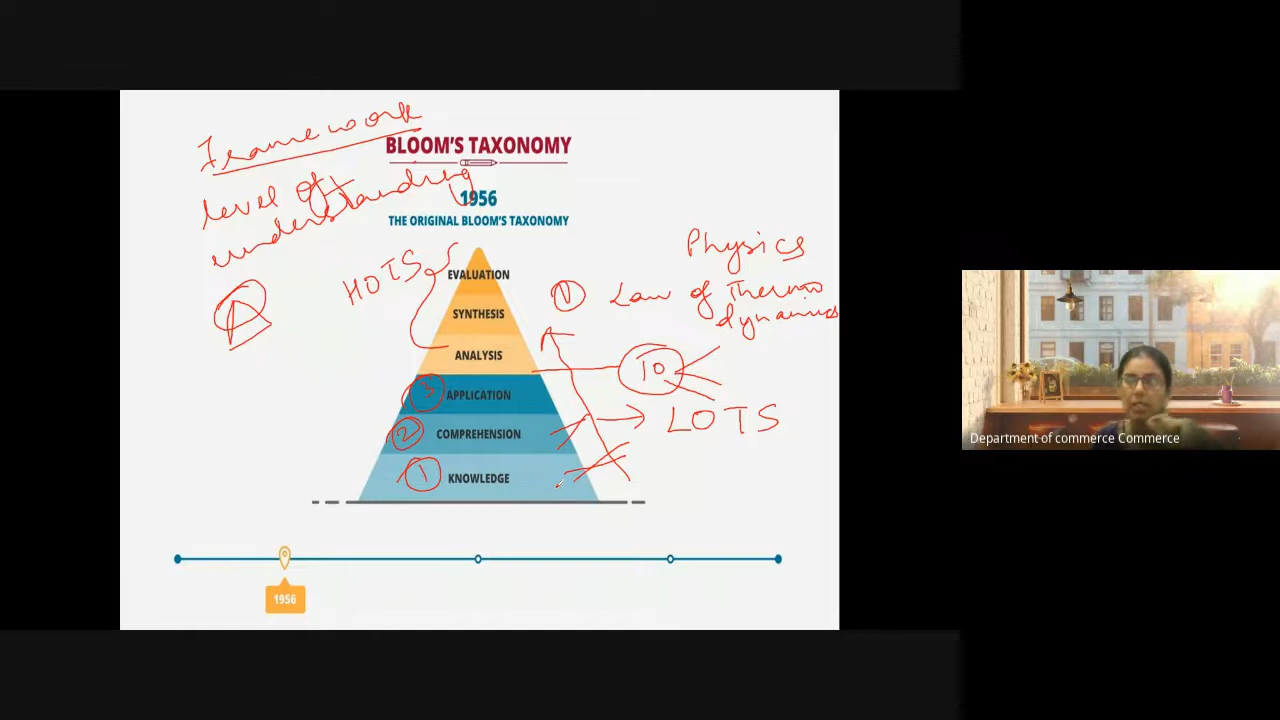 Framework
BLOOM'S TAXONOMY
level of
understanding
1956
THE ORIGINAL BLOOM'S TAXONOMY
Physics
HOTS
EVALUATION
① Law of Thermo
dynamics
SYNTHESIS
ANALYSIS
10
③ APPLICATION
LOTS
② COMPREHENSION
① KNOWLEDGE
1956
Department of commerce Commerce